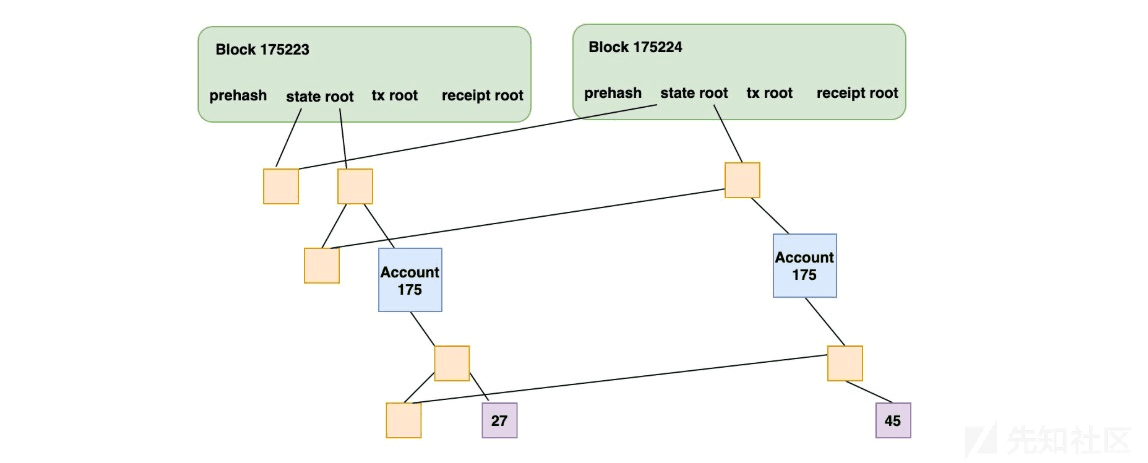 Block 175223
prehash state root tx root receipt root
Block 175224
prehash state root tx root receipt root
Account
175
Account
175
27
45
先知社区